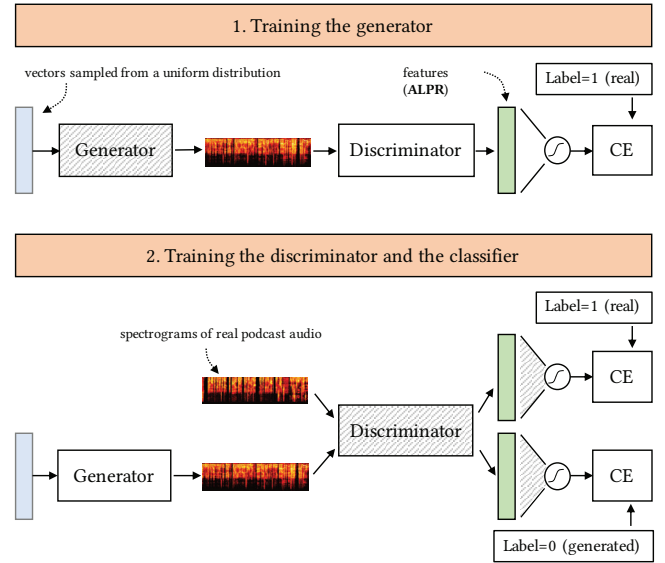 1. Training the generator
vectors sampled from a uniform distribution
features
(ALPR)
Label=1 (real)
Generator
Discriminator
CE
2. Training the discriminator and the classifier
Label=1 (real)
spectrograms of real podcast audio
CE
Discriminator
Generator
CE
Label=0 (generated)